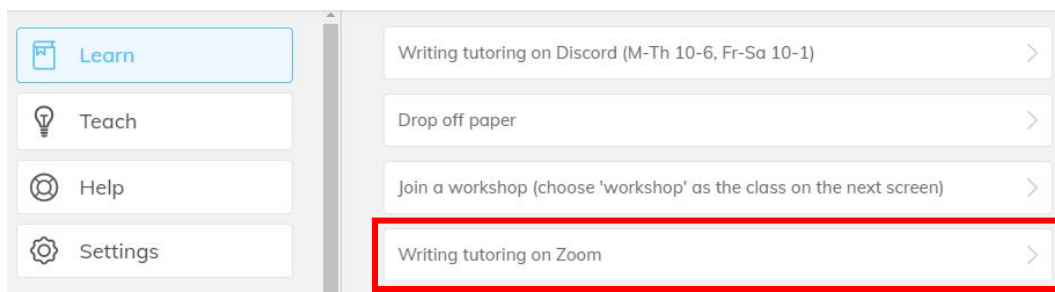 Learn
Teach
Help
Settings
Writing tutoring on Discord (M-Th 10-6, Fr-Sa 10-1)
Drop off paper
Join a workshop (choose 'workshop' as the class on the next screen)
Writing tutoring on Zoom